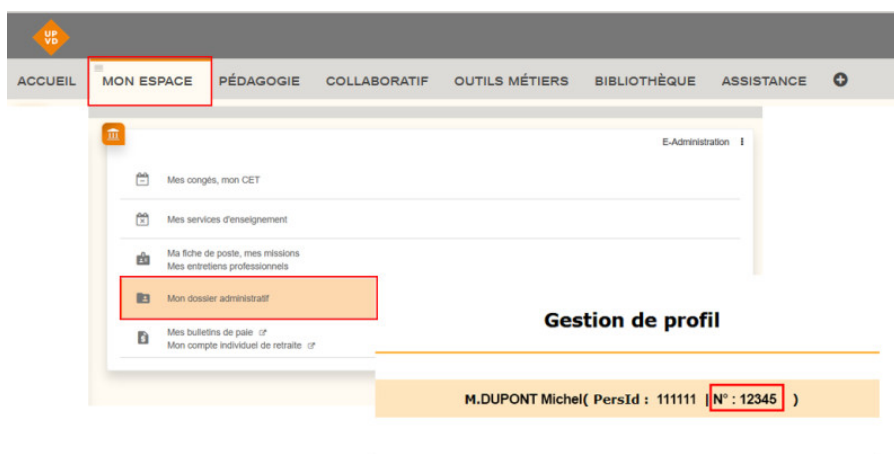 UP
VD
ACCUEIL MON ESPACE PÉDAGOGIE COLLABORATIF OUTILS MÉTIERS BIBLIOTHÈQUE ASSISTANCE
E-Administration
Mes congés, mon CET
Mes services d'enseignement
Ma fiche de poste, mes missions
Mes entretiens professionnels
Mon dossier administratif
Mes bulletins de paie
Mon compte individuel de retraite
Gestion de profil
M.DUPONT Michel( PersId : 111111 | N° : 12345 )